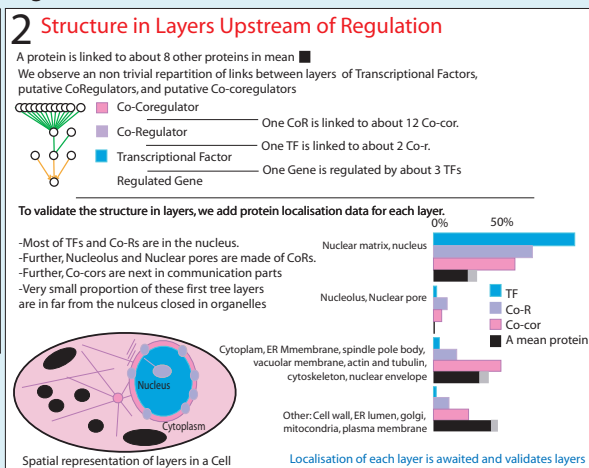 2 Structure in Layers Upstream of Regulation
A protein is linked to about 8 other proteins in mean
We observe an non trivial repartition of links between layers of Transcriptional Factors,
putative CoRegulators, and putative Co-coregulators
Co-Coregulator
One CoR is linked to about 12 Co-cor.
Co-Regulator
One TF is linked to about 2 Co-r.
Transcriptional Factor
One Gene is regulated by about 3 TFs
Regulated Gene
To validate the structure in layers, we add protein localisation data for each layer.
-Most of TFs and Co-Rs are in the nucleus.
-Further, Nucleolus and Nuclear pores are made of CoRs.
-Further, Co-cors are next in communication parts
-Very small proportion of these first tree layers
are in far from the nulceus closed in organelles
0% 50%
Nuclear matrix, nucleus
Nucleolus, Nuclear pore
TF
Co-R
Co-cor
A mean protein
Cytoplam, ER Mmembrane, spindle pole body,
vacuolar membrane, actin and tubulin,
cytoskeleton, nuclear envelope
Other: Cell wall, ER lumen, golgi,
mitocondria, plasma membrane
Nucleus
Cytoplasm
Spatial representation of layers in a Cell
Localisation of each layer is awaited and validates layers